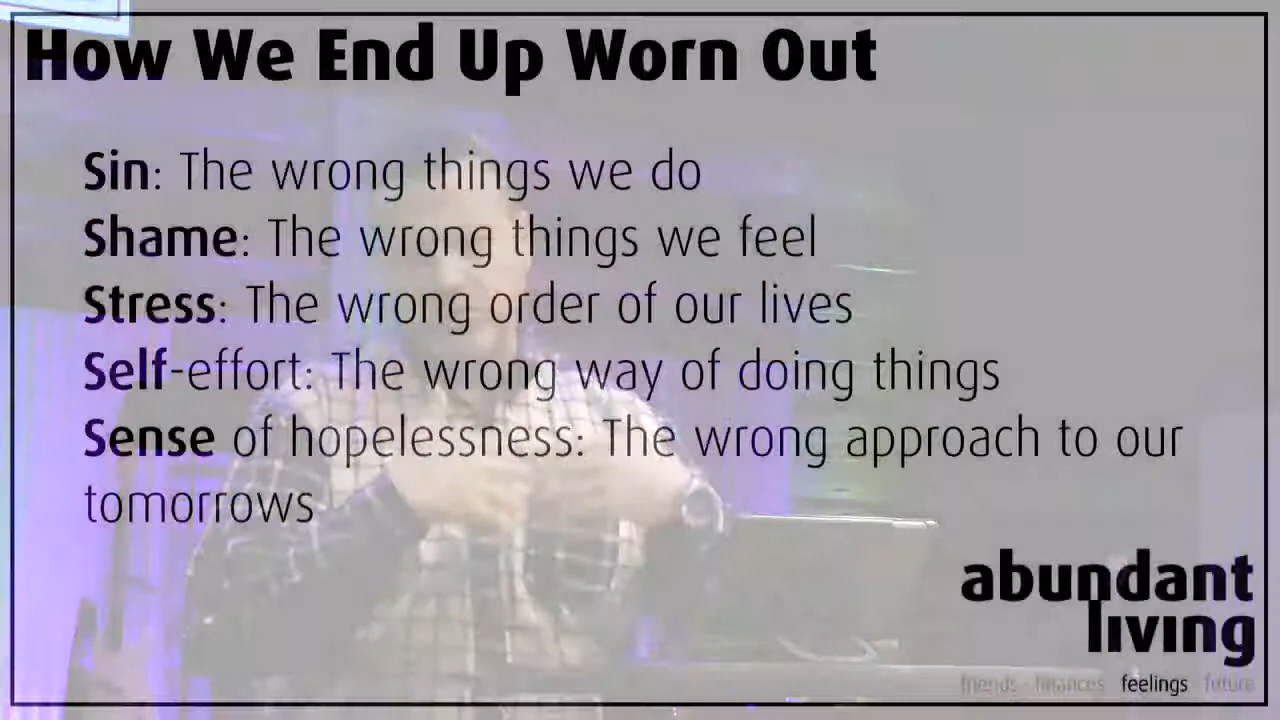 How We End Up Worn Out
Sin: The wrong things we do
Shame: The wrong things we feel
Stress: The wrong order of our lives
Self-effort: The wrong way of doing things
Sense of hopelessness: The wrong approach to our
tomorrows
abundant
living
friends · finances · feelings · future